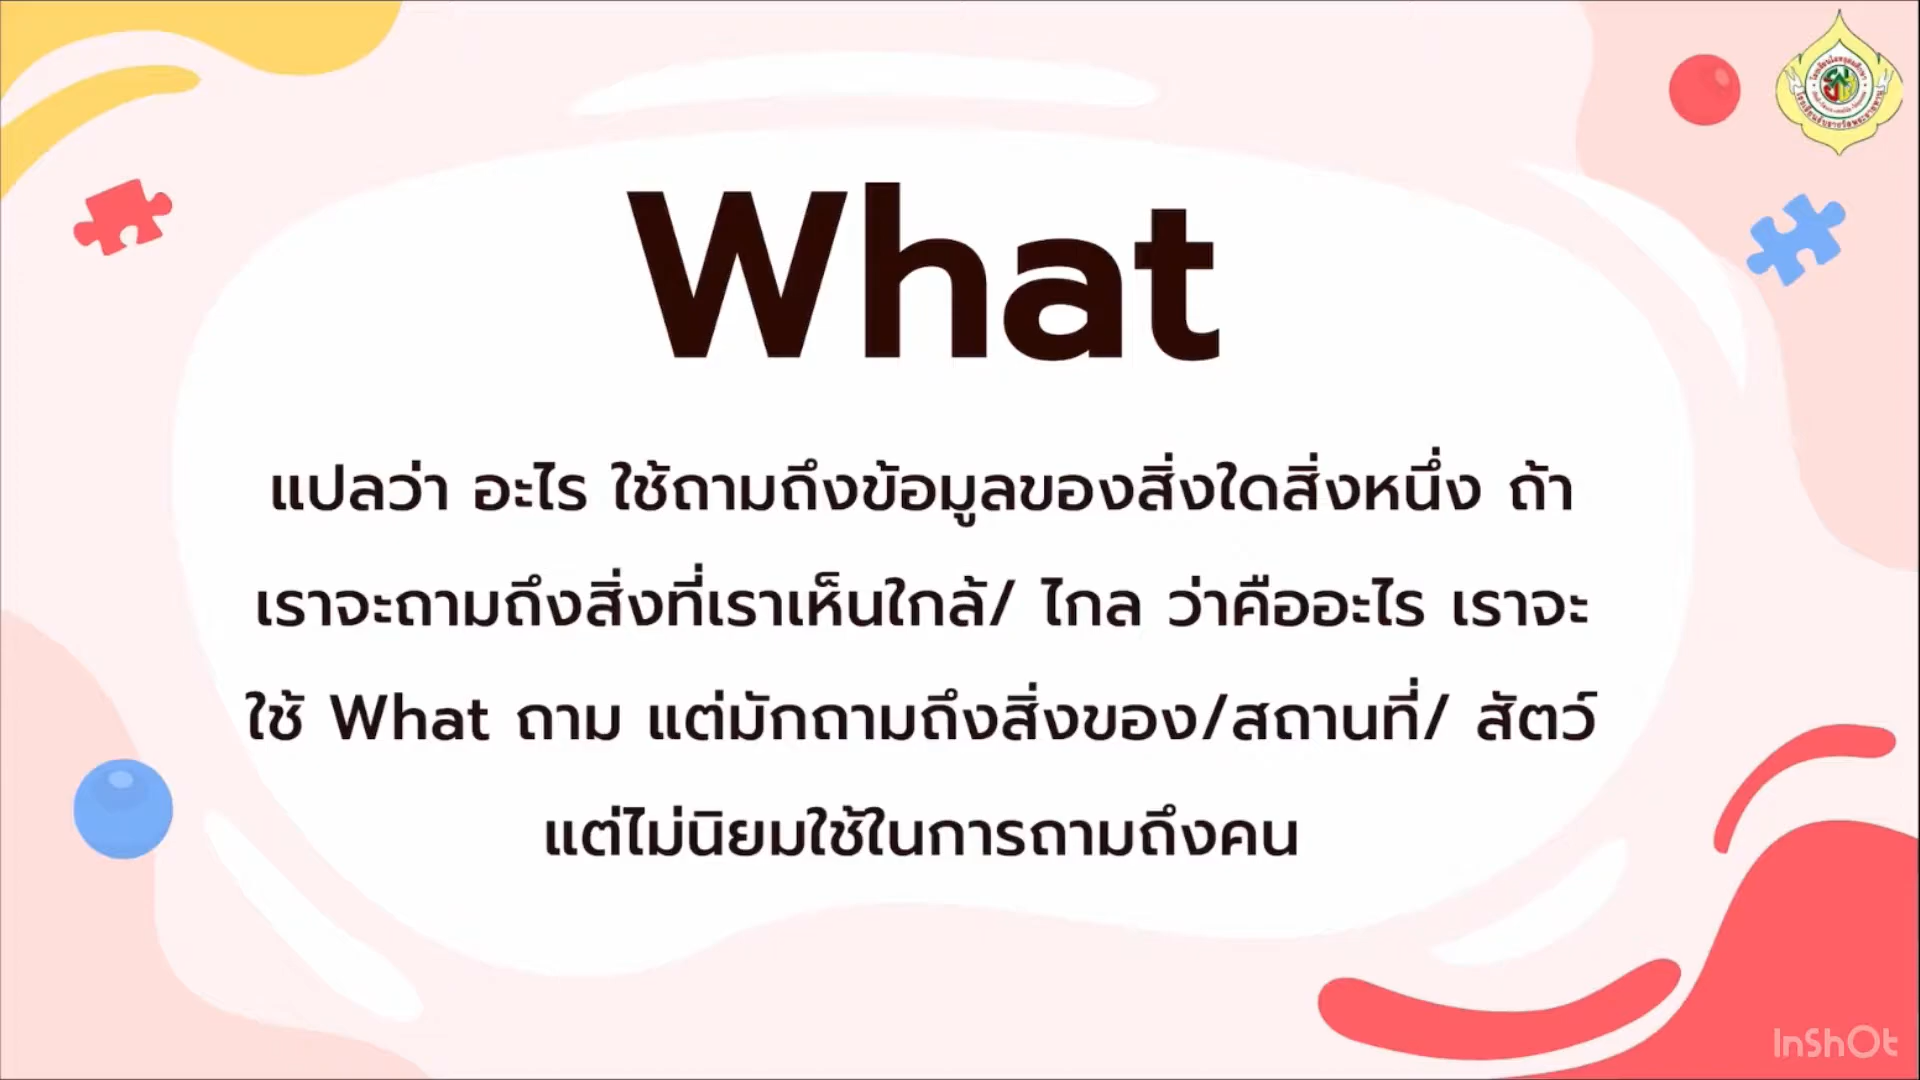 What
แปลว่า อะไร ใช้ถามถึงข้อมูลของสิ่งใดสิ่งหนึ่ง ถ้า
เราจะถามถึงสิ่งที่เราเห็นใกล้/ ไกล ว่าคืออะไร เราจะ
ใช้ What ถาม แต่มักถามถึงสิ่งของ/สถานที่/ สัตว์
แต่ไม่นิยมใช้ในการถามถึงคน
InShOt